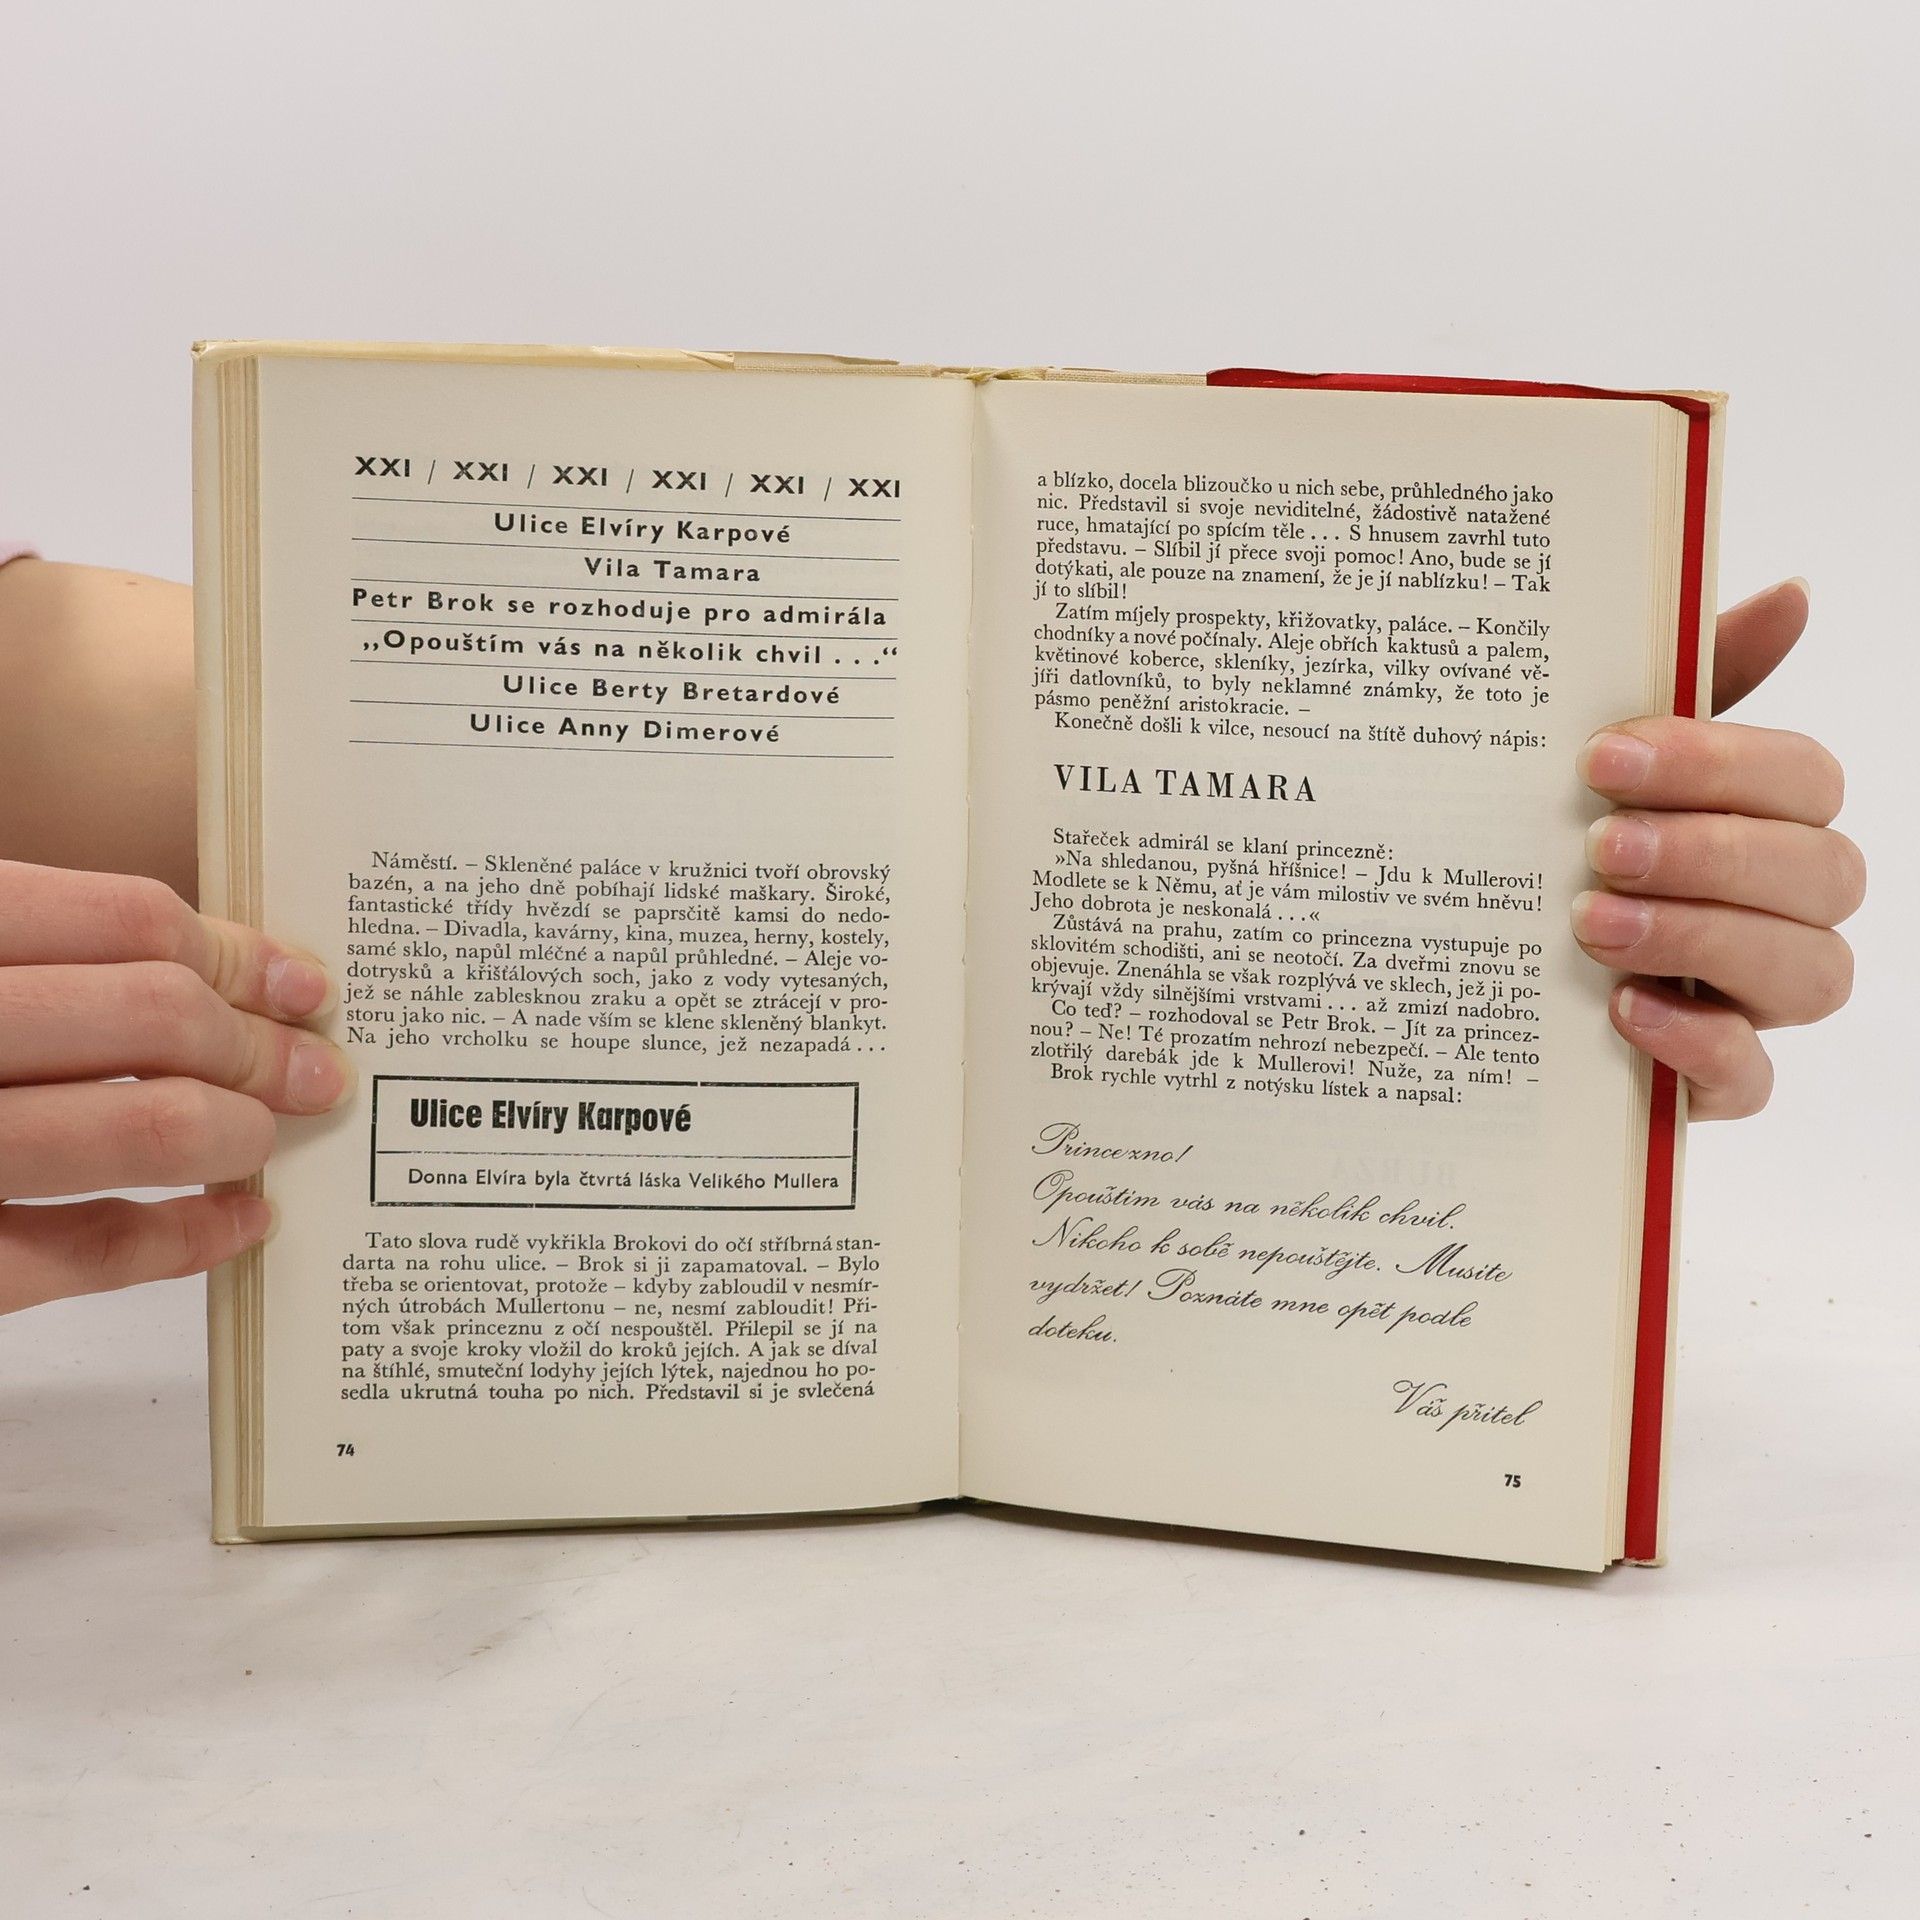 XXI / XXI / XXI / XXI / XXI / XXI
Ulice Elvíry Karpové
Vila Tamara
Petr Brok se rozhoduje pro admirála
„Opouštím vás na několik chvil . . .“
Ulice Berty Bretardové
Ulice Anny Dimerové
Náměstí. – Skleněné paláce v kružnici tvoří obrovský
bazén, a na jeho dně pobíhají lidské maškary. Široké,
fantastické třídy hvězdí se paprsčitě kamsi do nedo-
hledna. – Divadla, kavárny, kina, muzea, herny, kostely,
samé sklo, napůl mléčné a napůl průhledné. – Aleje vo-
dotrysků a křišťálových soch, jako z vody vytesaných,
jež se náhle zablesknou zraku a opět se ztrácejí v pro-
storu jako nic. – A nade vším se klene skleněný blankyt.
Na jeho vrcholku se houpe slunce, jež nezapadá . . .
Ulice Elvíry Karpové
Donna Elvíra byla čtvrtá láska Velikého Mullera
Tato slova rudě vykřikla Brokovi do očí stříbrná stan-
darta na rohu ulice. – Brok si ji zapamatoval. – Bylo
třeba se orientovat, protože – kdyby zabloudil v nesmír-
ných útrobách Mullertonu – ne, nesmí zabloudit! Při-
tom však princeznu z očí nespouštěl. Přilepil se jí na
paty a svoje kroky vložil do kroků jejích. A jak se díval
na štíhlé, smuteční lodyhy jejích lýtek, najednou ho po-
sedla ukrutná touha po nich. Představil si je svlečená
74
a blízko, docela blizoučko u nich sebe, průhledného jako
nic. Představil si svoje neviditelné, žádostivě natažené
ruce, hmatající po spícím těle . . . S hnusem zavrhl tuto
představu. – Slíbil jí přece svoji pomoc! Ano, bude se jí
dotýkati, ale pouze na znamení, že je jí nablízku! – Tak
jí to slíbil!
Zatím míjely prospekty, křižovatky, paláce. – Končily
chodníky a nové počínaly. Aleje obřích kaktusů a palem,
květinové koberce, skleníky, jezírka, vilky ovívané vě-
jíři datlovníků, to byly neklamné známky, že toto je
pásmo peněžní aristokracie. –
Konečně došli k vilce, nesoucí na štítě duhový nápis:
VILA TAMARA
Stařeček admirál se klaní princezně:
»Na shledanou, pyšná hříšnice! – Jdu k Mullerovi!
Modlete se k Němu, ať je vám milostiv ve svém hněvu!
Jeho dobrota je neskonalá . . .«
Zůstává na prahu, zatím co princezna vystupuje po
sklovitém schodišti, ani se neotočí. Za dveřmi znovu se
objevuje. Znenáhla se však rozplývá ve sklech, jež ji po-
krývají vždy silnějšími vrstvami . . . až zmizí nadobro.
Co teď? – rozhodoval se Petr Brok. – Jít za princez-
nou? – Ne! Té prozatím nehrozí nebezpečí. – Ale tento
zlotřilý darebák jde k Mullerovi! Nuže, za ním! –
Brok rychle vytrhl z notýsku lístek a napsal:
Princezno!
Opouštím vás na několik chvil.
Nikoho k sobě nepouštějte. Musíte
vydržet! Poznáte mne opět podle
doteku.
Váš přítel
75